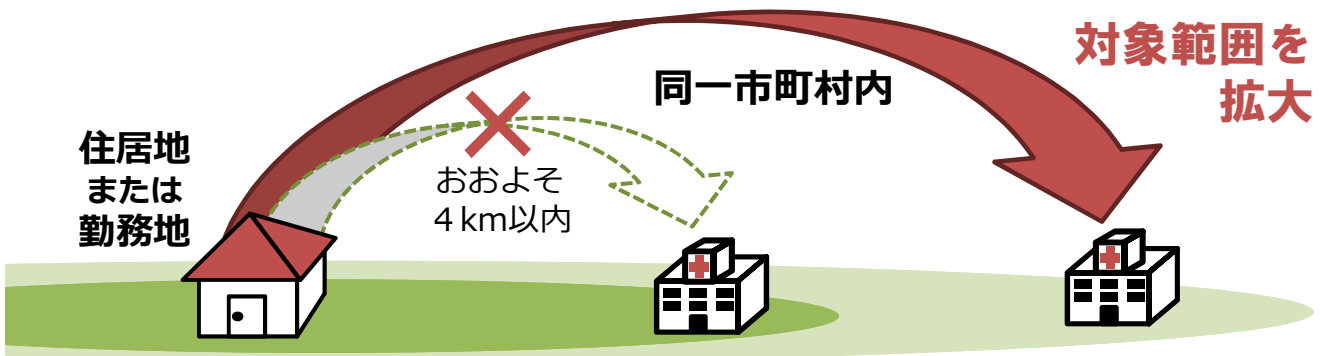 対象範囲を
拡大
同一市町村内
住居地
または
勤務地
おおよそ
４km以内